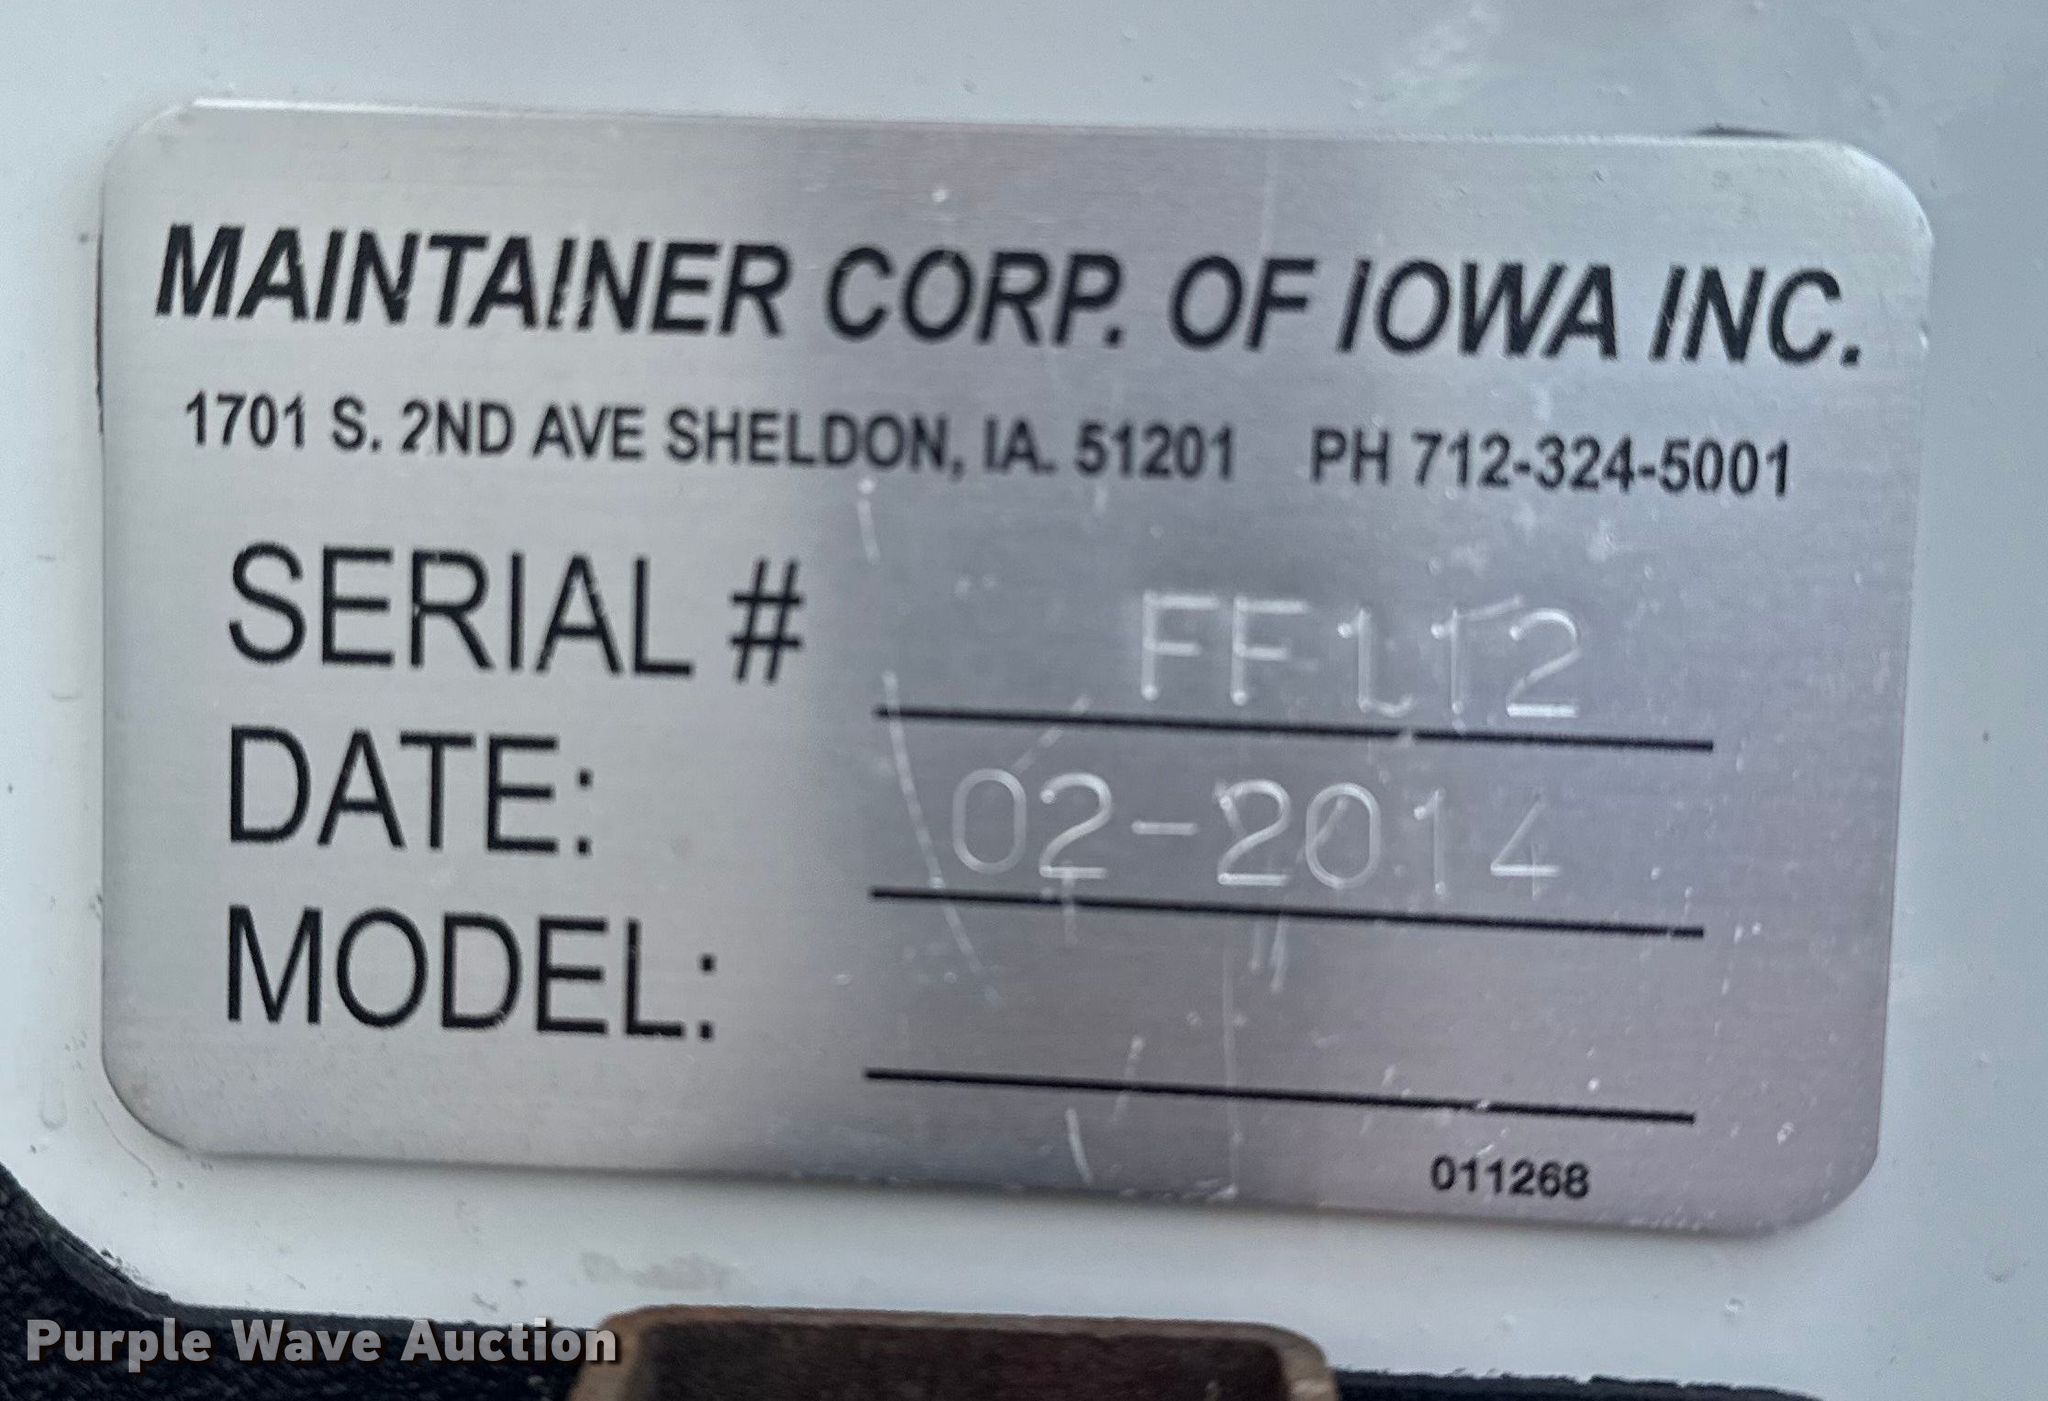 MAINTAINER CORP. OF IOWA INC.
1701 S. 2ND AVE SHELDON, IA. 51201 PH 712-324-5001
SERIAL # FF112
DATE: 02-2014
MODEL:
011268
Purple Wave Auction